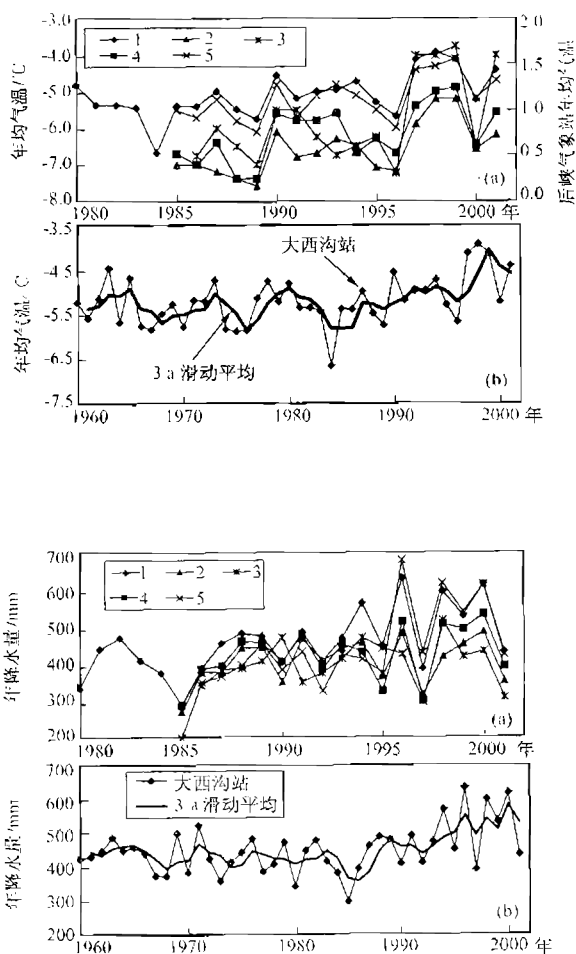 -3.0
-4.0
-5.0
-6.0
-7.0
-8.0
年均气温/℃
1 2 3
4 5
2.0
1.5
1.0
0.5
0.0
后峡气象站年均气温
(a)
1980 1985 1990 1995 2000 年
-3.5
-4.5
-5.5
-6.5
-7.5
年均气温/℃
大西沟站
3 a 滑动平均
(b)
1960 1970 1980 1990 2000 年
700
600
500
400
300
200
年降水量/mm
1 2 3
4 5
(a)
1980 1985 1990 1995 2000 年
700
600
500
400
300
200
年降水量/mm
大西沟站
3 a 滑动平均
(b)
1960 1970 1980 1990 2000 年